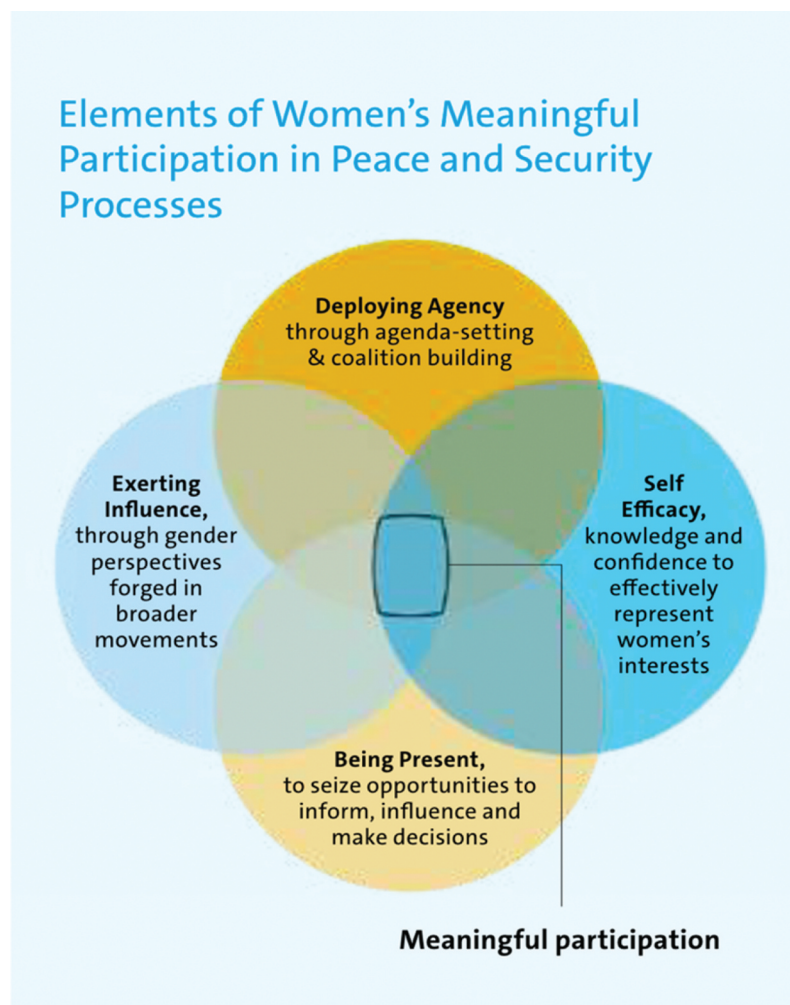 Elements of Women's Meaningful
Participation in Peace and Security
Processes
Deploying Agency
through agenda-setting
& coalition building
Exerting
Influence,
through gender
perspectives
forged in
broader
movements
Self
Efficacy,
knowledge and
confidence to
effectively
represent
women's
interests
Being Present,
to seize opportunities to
inform, influence and
make decisions
Meaningful participation